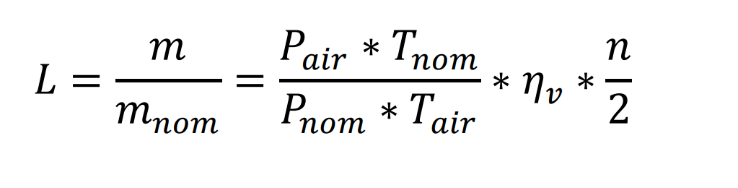 L = m / m_nom = (P_air * T_nom) / (P_nom * T_air) * η_v * n / 2